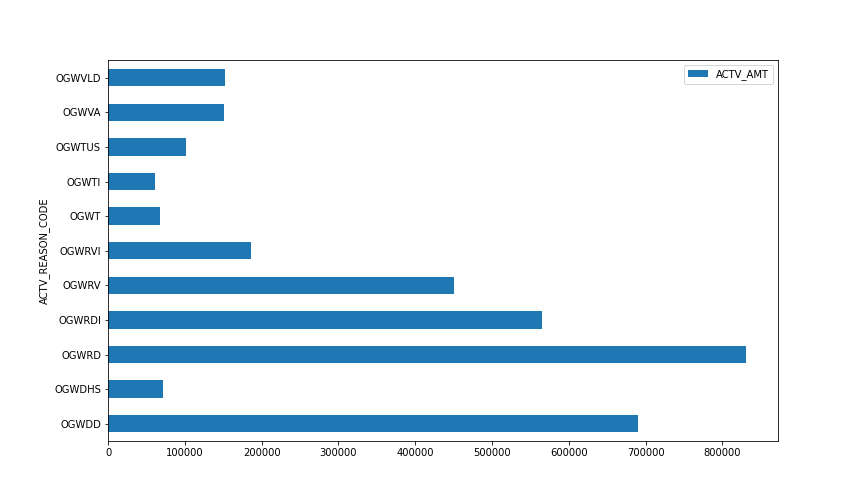 ACTV_AMT
OGWVLD
OGWVA
OGWTUS
OGWTI
OGWT
OGWRVI
OGWRV
OGWRDI
OGWRD
OGWDHS
OGWDD
ACTV_REASON_CODE
0 100000 200000 300000 400000 500000 600000 700000 800000